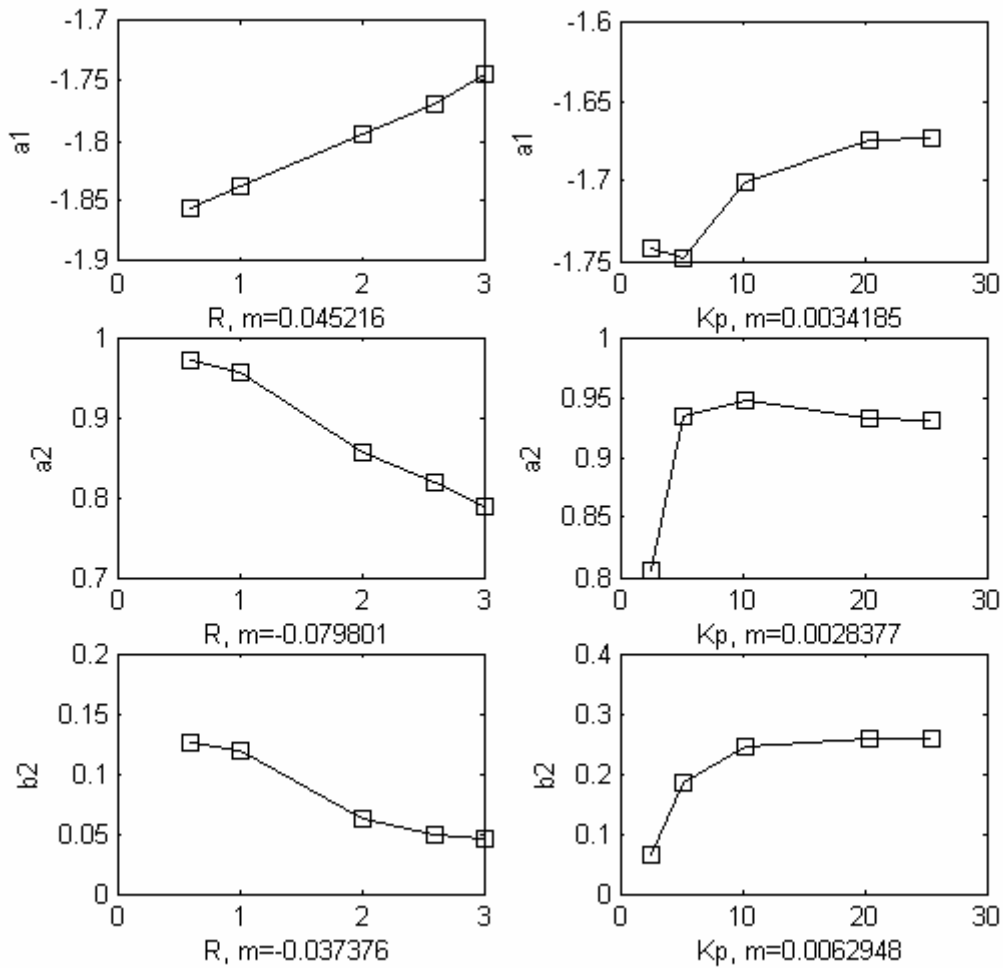 -1.7
-1.75
-1.8
-1.85
-1.9
a1
0 1 2 3
R, m=0.045216
-1.6
-1.65
-1.7
-1.75
a1
0 10 20 30
Kp, m=0.0034185
1
0.9
0.8
0.7
a2
0 1 2 3
R, m=-0.079801
1
0.95
0.9
0.85
0.8
a2
0 10 20 30
Kp, m=0.0028377
0.2
0.15
0.1
0.05
0
b2
0 1 2 3
R, m=-0.037376
0.4
0.3
0.2
0.1
0
b2
0 10 20 30
Kp, m=0.0062948